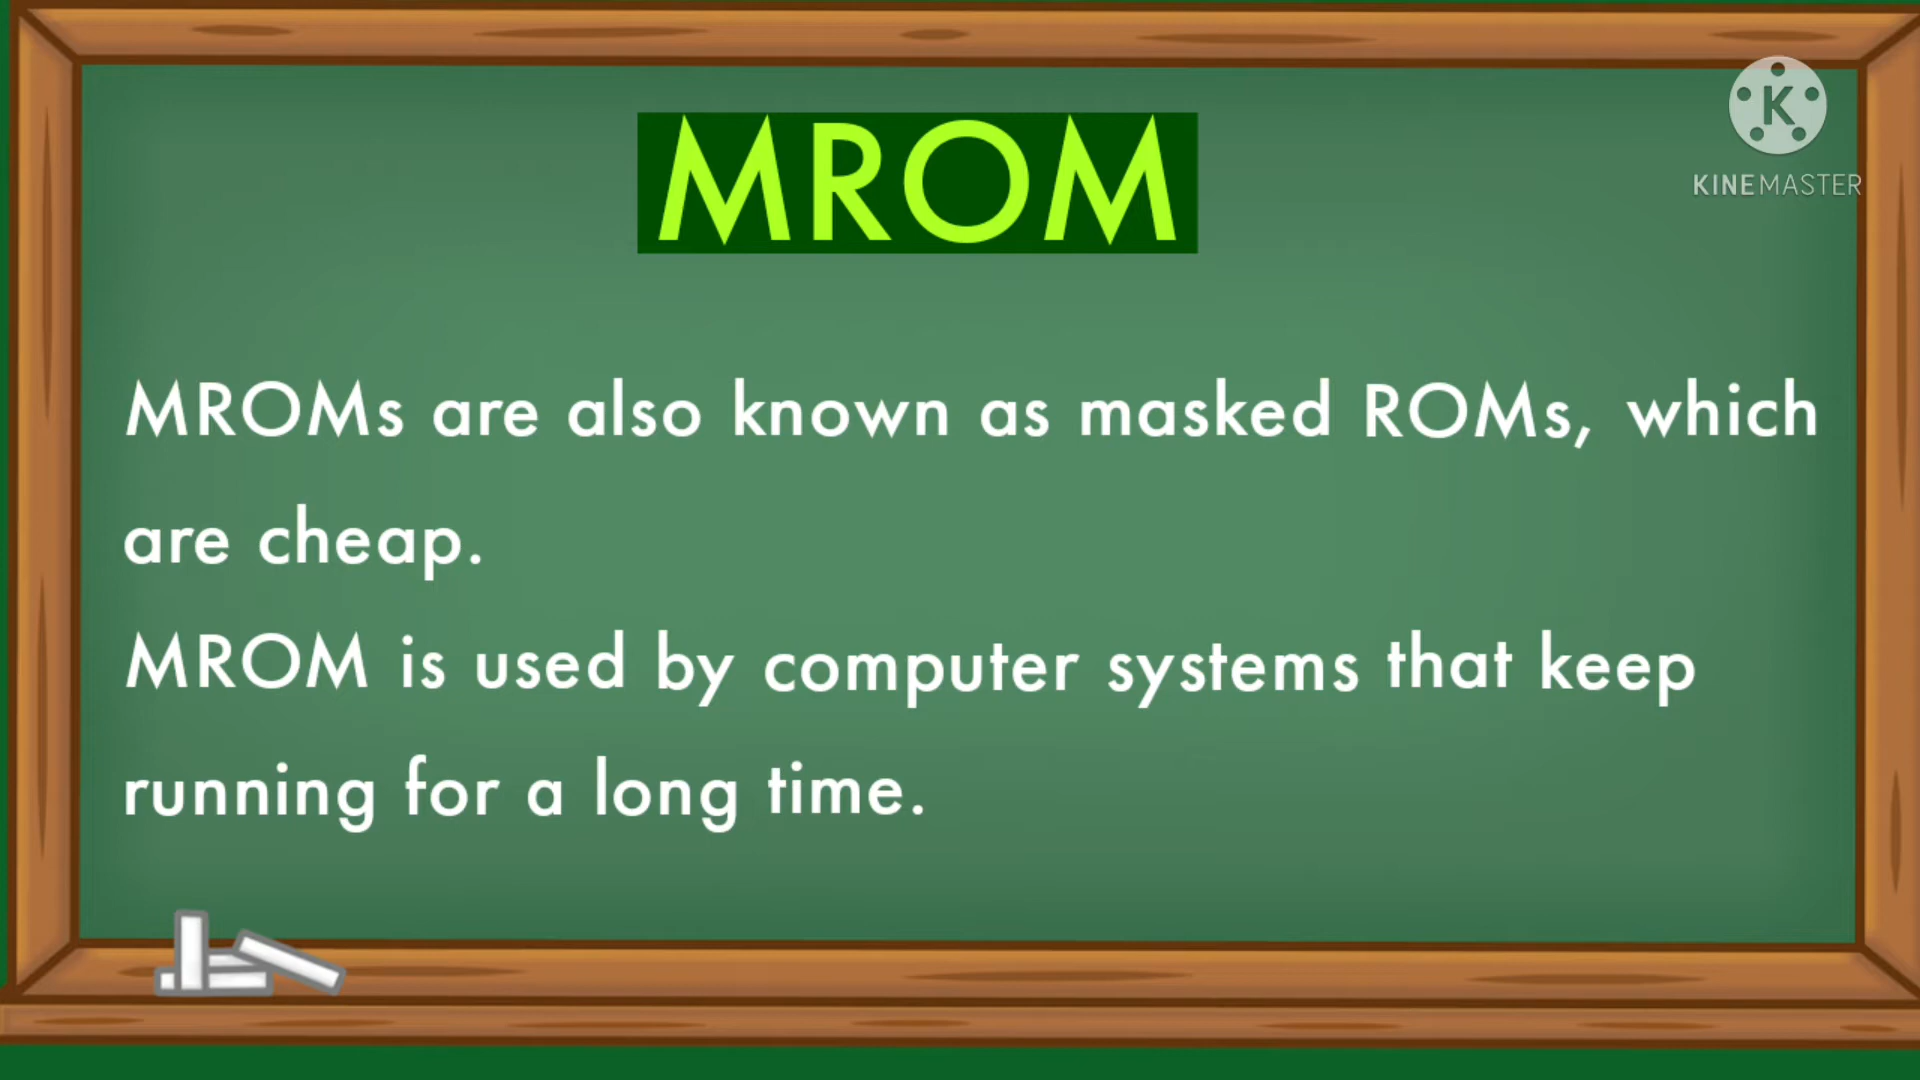 MROM
K
KINEMASTER
MROMs are also known as masked ROMs, which
are cheap.
MROM is used by computer systems that keep
running for a long time.